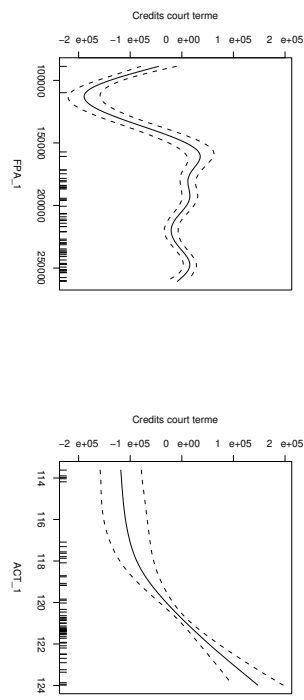 Credits court terme
−2 e+05 −1 e+05 0 e+00 1 e+05 2 e+05
100000 150000 200000 250000
FPA_1
Credits court terme
−2 e+05 −1 e+05 0 e+00 1 e+05 2 e+05
114 116 118 120 122 124
ACT_1